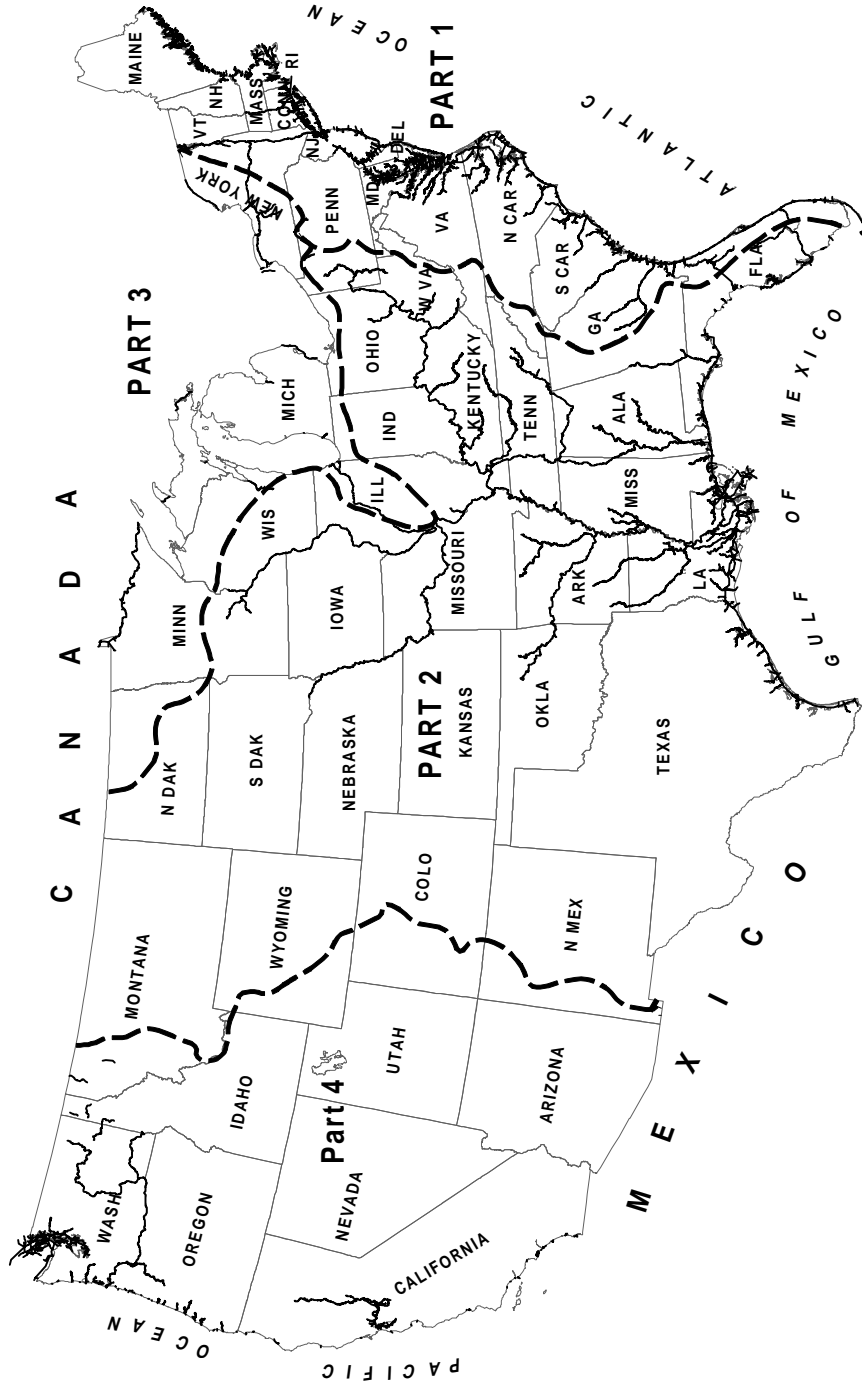 CANADA
MEXICO
GULF OF MEXICO
ATLANTIC
OCEAN
PACIFIC
OCEAN
PART 1
PART 2
PART 3
Part 4
WASH
OREGON
CALIFORNIA
NEVADA
IDAHO
MONTANA
WYOMING
UTAH
ARIZONA
COLO
N MEX
N DAK
S DAK
NEBRASKA
KANSAS
OKLA
TEXAS
MINN
IOWA
MISSOURI
ARK
LA
WIS
ILL
MICH
IND
OHIO
KENTUCKY
TENN
MISS
ALA
GA
FLA
S CAR
N CAR
VA
W VA
MD
DEL
PENN
NJ
NEW YORK
CONN
RI
MASS
VT
NH
MAINE